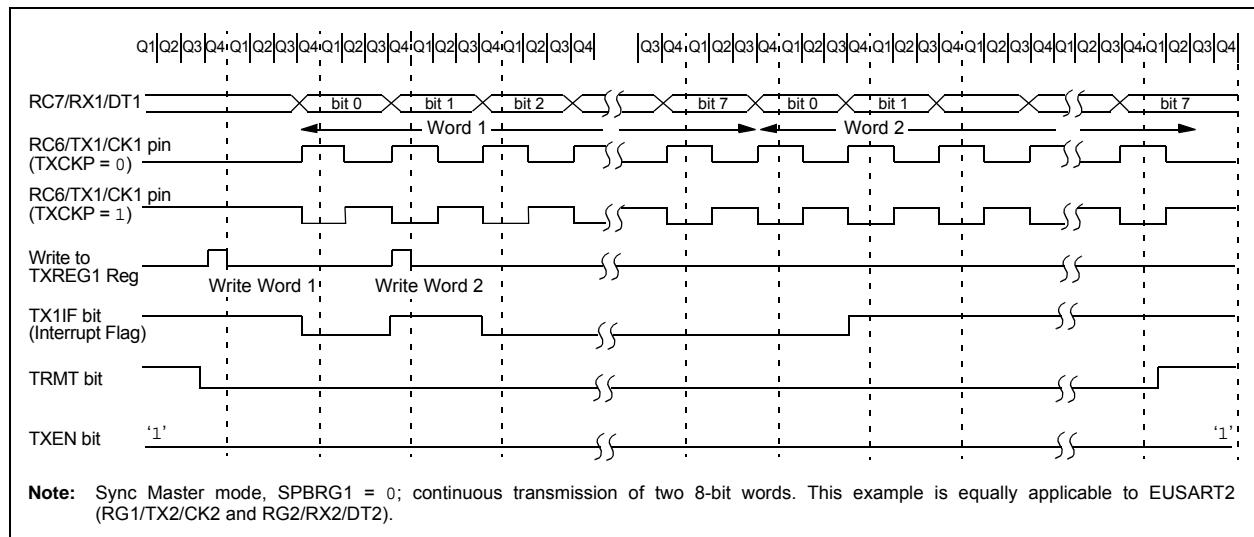 Q1 Q2 Q3 Q4 Q1 Q2 Q3 Q4 Q1 Q2 Q3 Q4 Q1 Q2 Q3 Q4 Q1 Q2 Q3 Q4 Q3 Q4 Q1 Q2 Q3 Q4 Q1 Q2 Q3 Q4 Q1 Q2 Q3 Q4 Q1 Q2 Q3 Q4 Q1 Q2 Q3 Q4 Q1 Q2 Q3 Q4
RC7/RX1/DT1 bit 0 bit 1 bit 2 bit 7 bit 0 bit 1 bit 7
Word 1 Word 2
RC6/TX1/CK1 pin
(TXCKP = 0)
RC6/TX1/CK1 pin
(TXCKP = 1)
Write to
TXREG1 Reg
Write Word 1 Write Word 2
TX1IF bit
(Interrupt Flag)
TRMT bit
TXEN bit ‘1’ ‘1’
Note: Sync Master mode, SPBRG1 = 0; continuous transmission of two 8-bit words. This example is equally applicable to EUSART2
(RG1/TX2/CK2 and RG2/RX2/DT2).